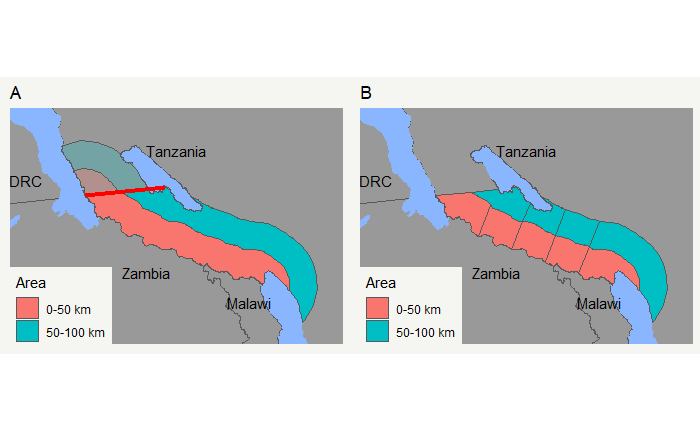 A
Tanzania
DRC
Zambia
Area
0-50 km
50-100 km
Malawi
B
Tanzania
DRC
Zambia
Area
0-50 km
50-100 km
Malawi